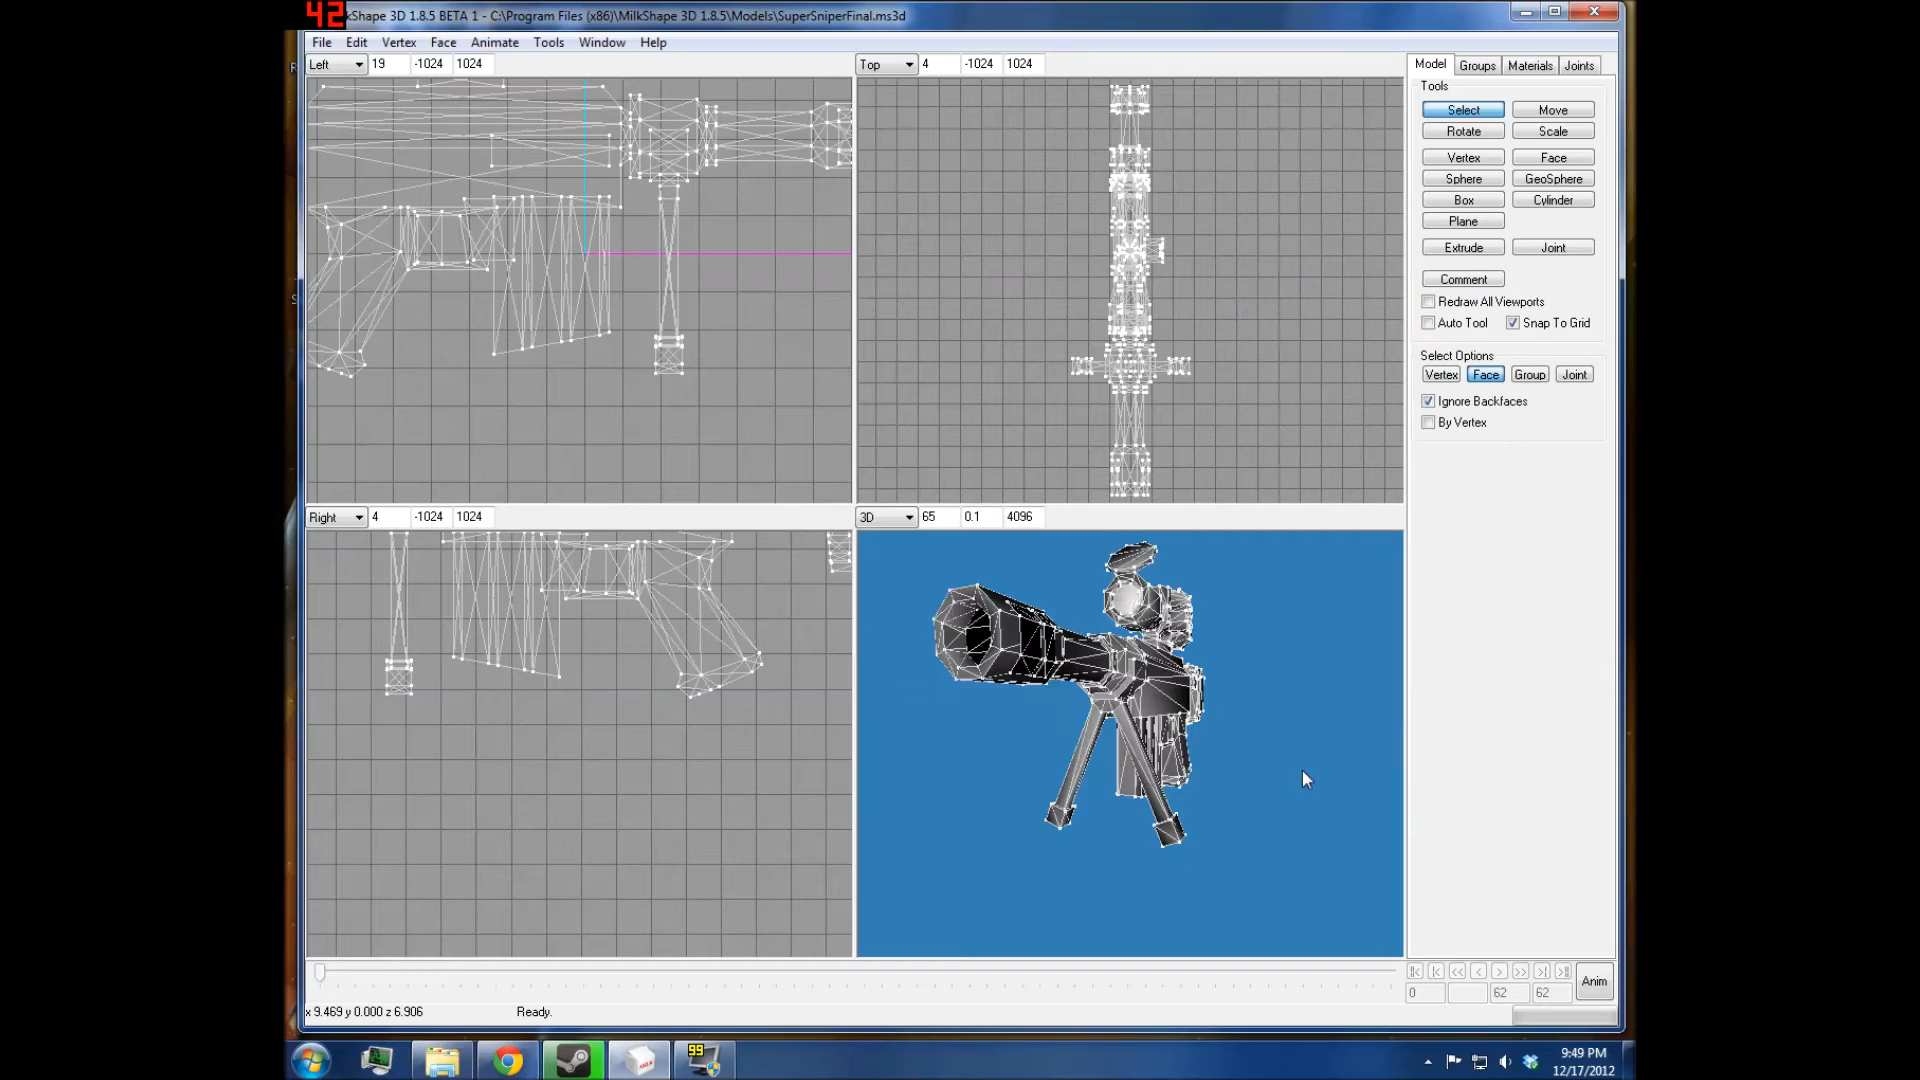 42
kShape 3D 1.8.5 BETA 1 - C:\Program Files (x86)\MilkShape 3D 1.8.5\Models\SuperSniperFinal.ms3d
File Edit Vertex Face Animate Tools Window Help
Left 19 -1024 1024
Top 4 -1024 1024
Model Groups Materials Joints
Tools
Select Move
Rotate Scale
Vertex Face
Sphere GeoSphere
Box Cylinder
Plane
Extrude Joint
Comment
Redraw All Viewports
Auto Tool Snap To Grid
Select Options
Vertex Face Group Joint
Ignore Backfaces
By Vertex
Right 4 -1024 1024
3D 65 0.1 4096
|< |< << < > >> >| >|
Anim
0 62 62
x 9.469 y 0.000 z 6.906 Ready.
MILK
99
9:49 PM
12/17/2012